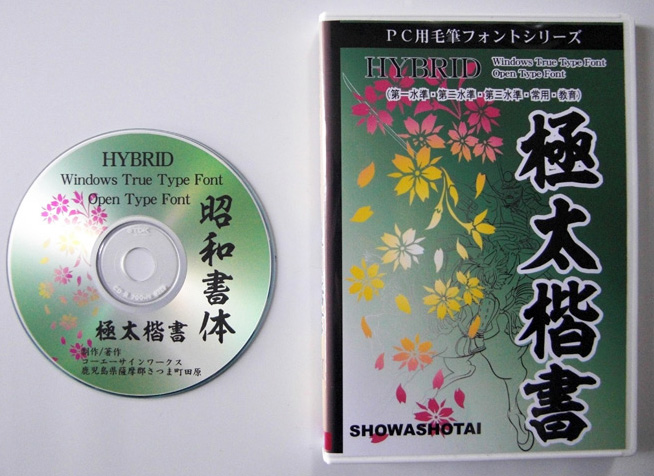 HYBRID
Windows True Type Font
Open Type Font
昭和書体
極太楷書
制作/著作
コーエーサインワークス
鹿児島県薩摩郡さつま町田原
PC用毛筆フォントシリーズ
HYBRID
Windows True Type Font
Open Type Font
(第一水準・第二水準・第三水準・常用・教育)
極太楷書
SHOWASHOTAI